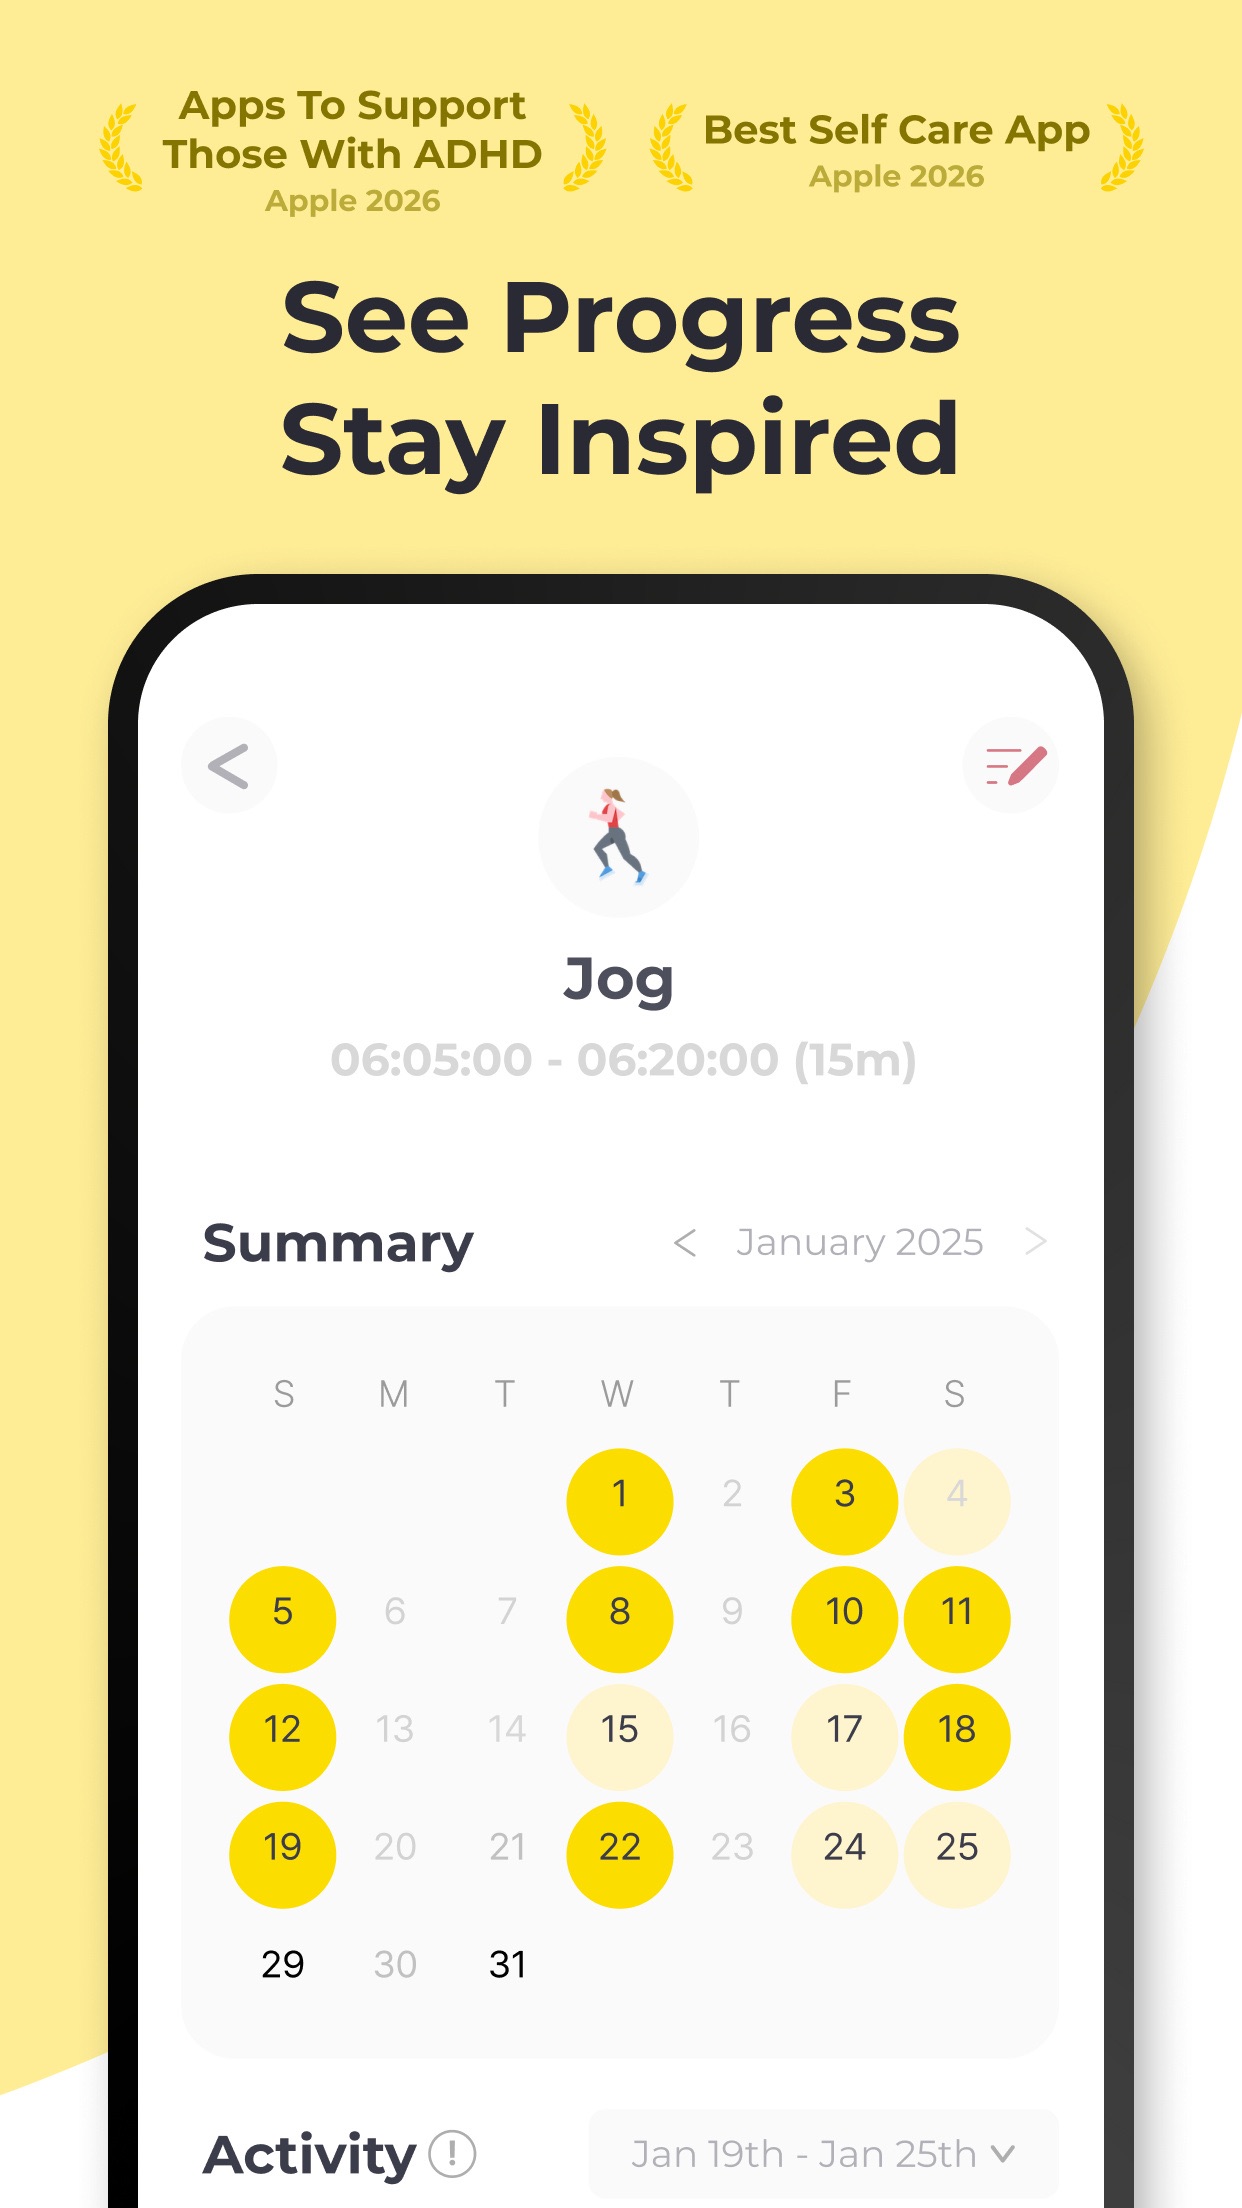 Apps To Support
Those With ADHD
Apple 2026
Best Self Care App
Apple 2026
See Progress
Stay Inspired
<
Jog
06:05:00 - 06:20:00 (15m)
Summary
< January 2025 >
S M T W T F S
1 2 3 4
5 6 7 8 9 10 11
12 13 14 15 16 17 18
19 20 21 22 23 24 25
29 30 31
Activity !
Jan 19th - Jan 25th